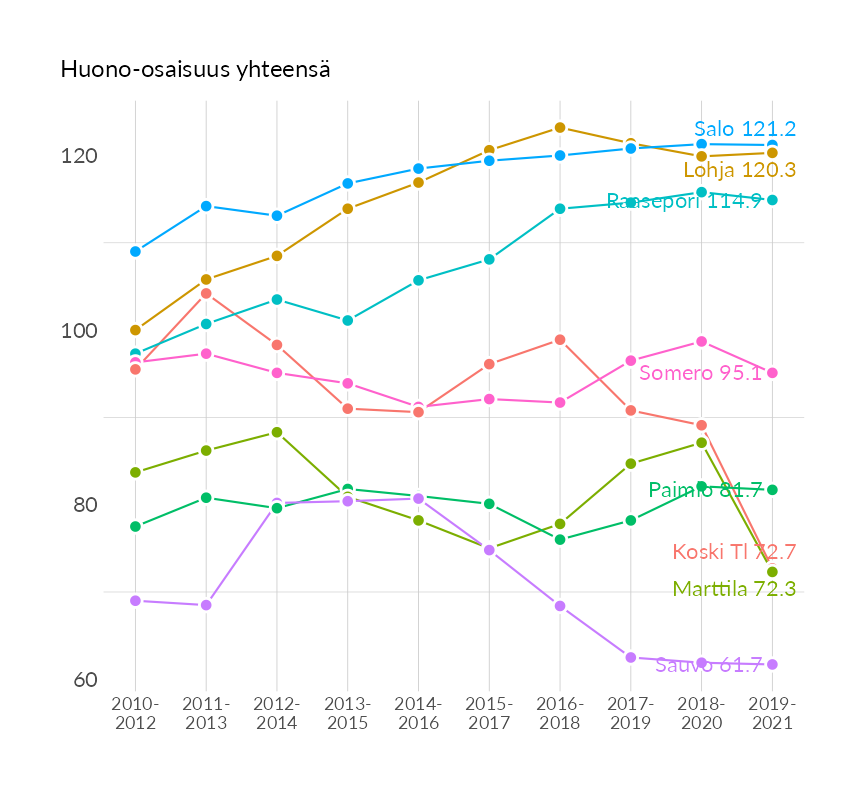 Huono-osaisuus yhteensä
Salo 121.2
120
Lohja 120.3
Raasepori 114.9
100
Somero 95.1
Paimio 81.7
80
Koski Tl 72.7
Marttila 72.3
Sauvo 61.7
60
2010- 2011- 2012- 2013- 2014- 2015- 2016- 2017- 2018- 2019-
2012 2013 2014 2015 2016 2017 2018 2019 2020 2021